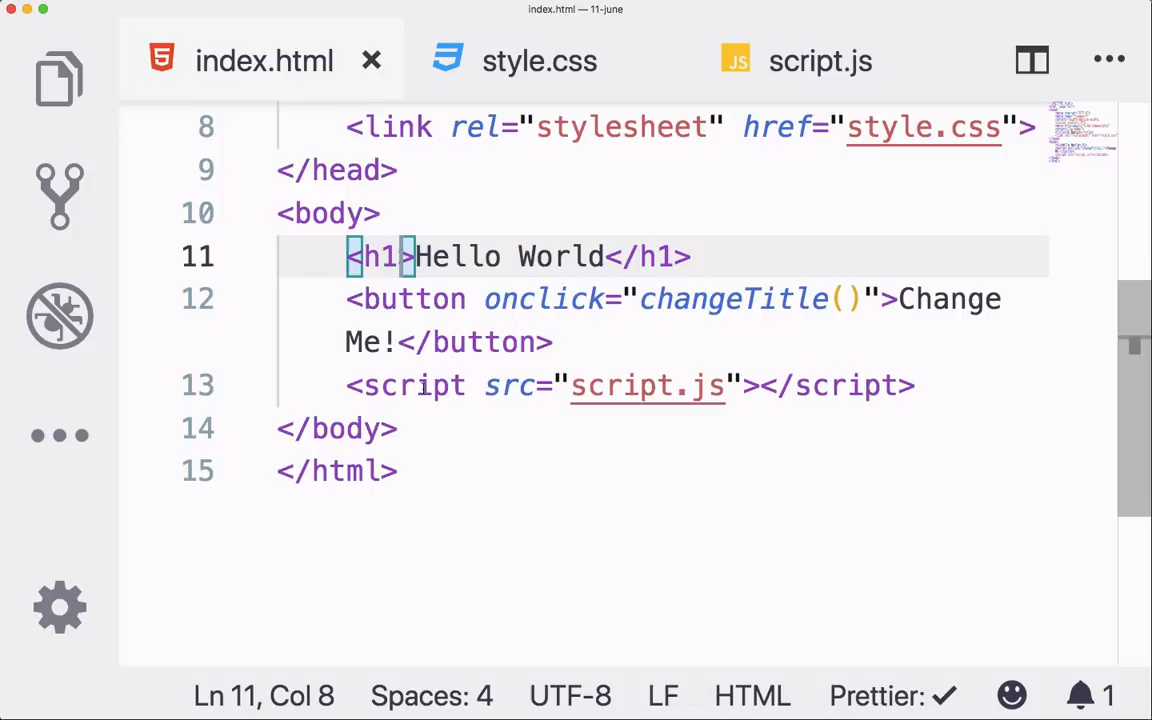 index.html — 11-june
index.html style.css JS script.js
8 <link rel="stylesheet" href="style.css">
9 </head>
10 <body>
11 <h1>Hello World</h1>
12 <button onclick="changeTitle()">Change
Me!</button>
13 <script src="script.js"></script>
14 </body>
15 </html>
Ln 11, Col 8 Spaces: 4 UTF-8 LF HTML Prettier: ✓ 1